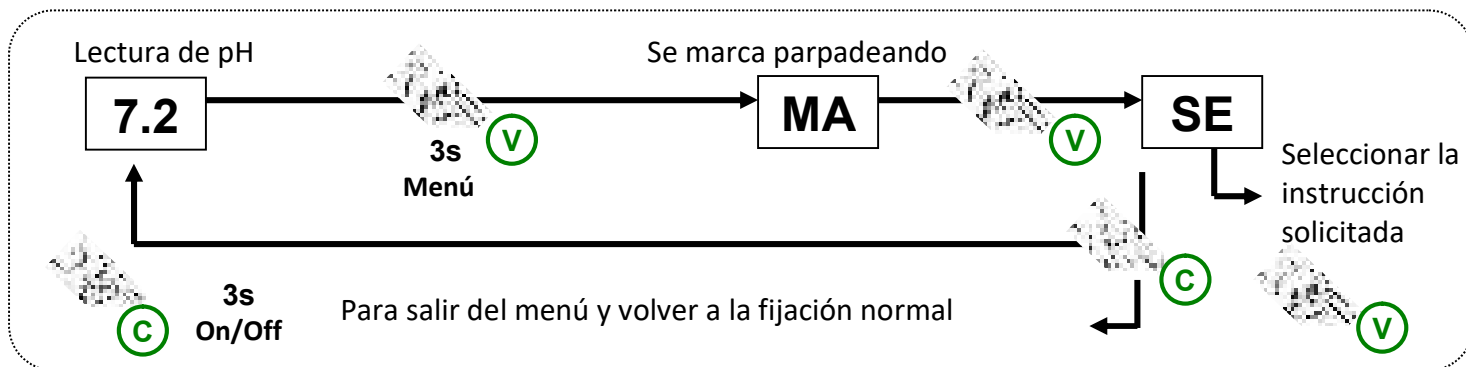 Lectura de pH
Se marca parpadeando
7.2
MA
SE
V
V
3s
Menú
Seleccionar la
instrucción
solicitada
C
V
C
3s
On/Off
Para salir del menú y volver a la fijación normal